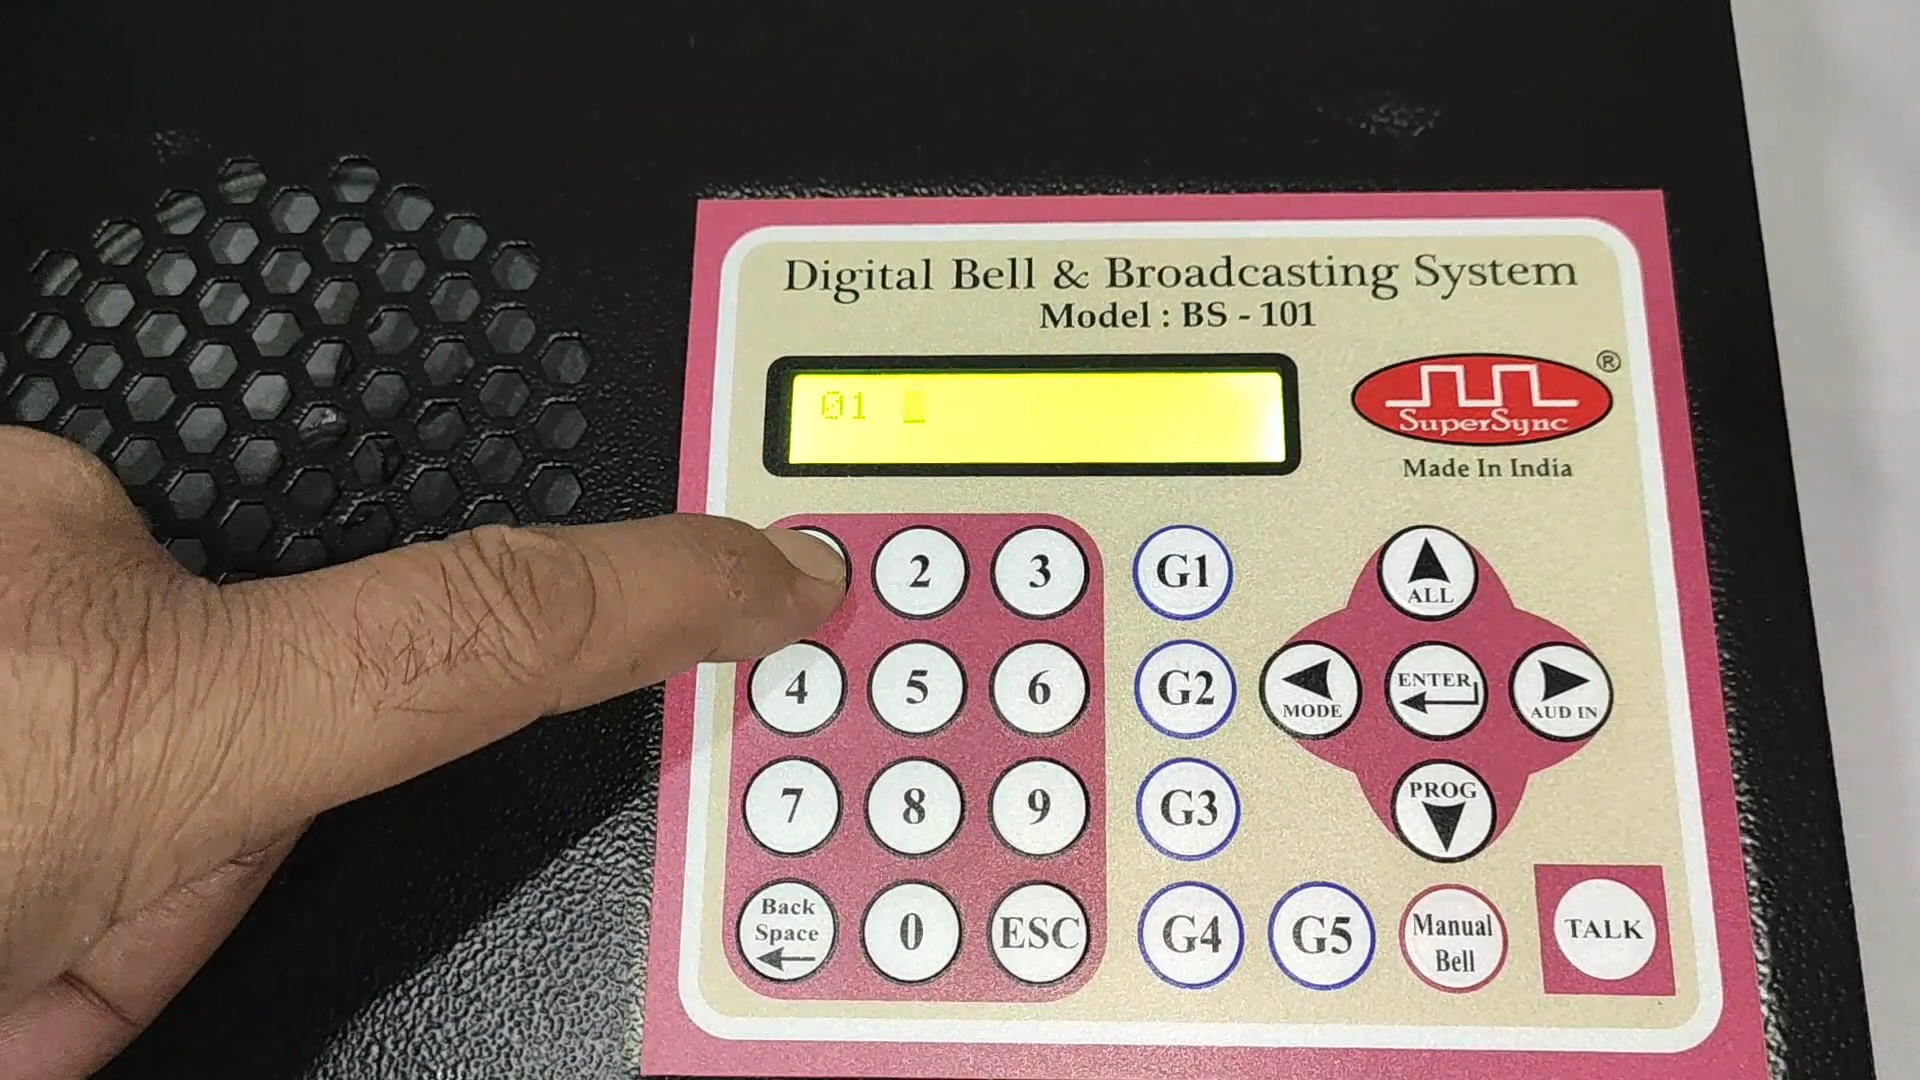 Digital Bell & Broadcasting System
Model : BS - 101
01 _
®
SuperSync
Made In India
2
3
G1
ALL
4
5
6
G2
MODE
ENTER
AUD IN
7
8
9
G3
PROG
Back
Space
0
ESC
G4
G5
Manual
Bell
TALK